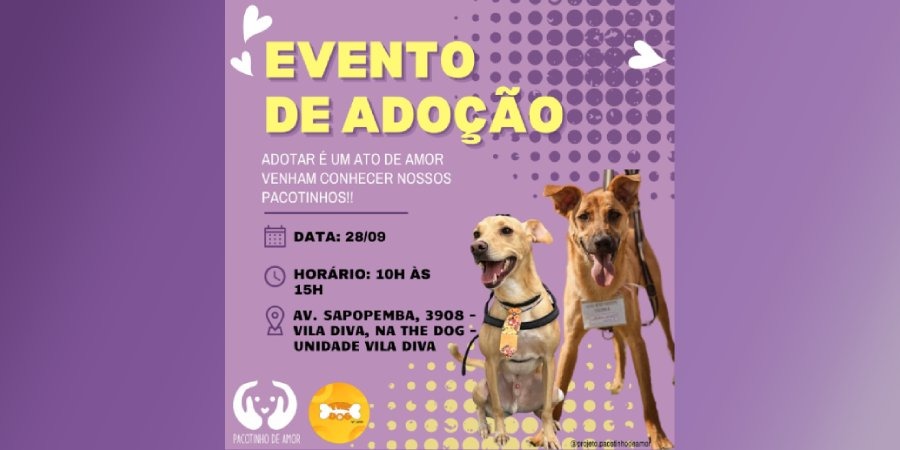 EVENTO
DE ADOÇÃO
ADOTAR É UM ATO DE AMOR
VENHAM CONHECER NOSSOS
PACOTINHOS!!
DATA: 28/09
HORÁRIO: 10H ÀS
15H
AV. SAPOPEMBA, 3908 -
VILA DIVA, NA THE DOG -
UNIDADE VILA DIVA
PACOTINHO DE AMOR
DOG
@projeto.pacotinhodeamor